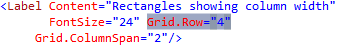 <Label Content="Rectangles showing column width"
FontSize="24" Grid.Row="4"
Grid.ColumnSpan="2"/>